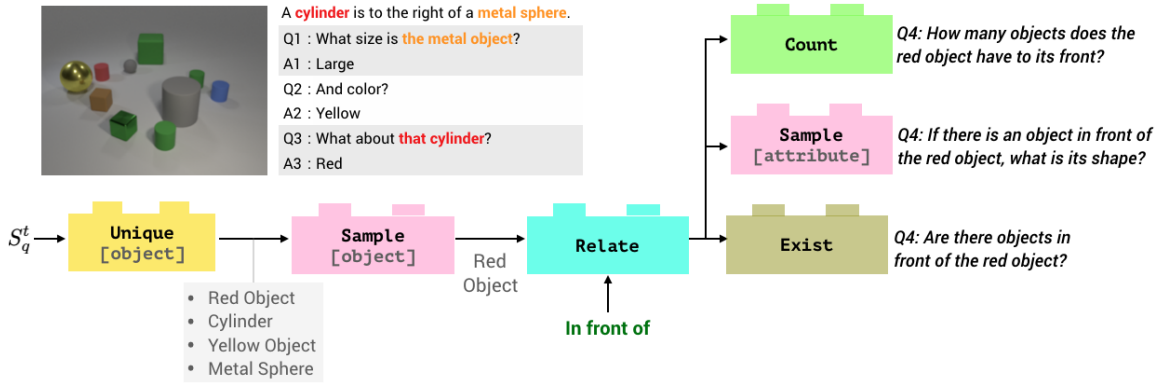 A cylinder is to the right of a metal sphere.
Q1 : What size is the metal object?
A1 : Large
Q2 : And color?
A2 : Yellow
Q3 : What about that cylinder?
A3 : Red
S_q^t
Unique
[object]
• Red Object
• Cylinder
• Yellow Object
• Metal Sphere
Sample
[object]
Red
Object
Relate
In front of
Count
Q4: How many objects does the
red object have to its front?
Sample
[attribute]
Q4: If there is an object in front of
the red object, what is its shape?
Exist
Q4: Are there objects in
front of the red object?